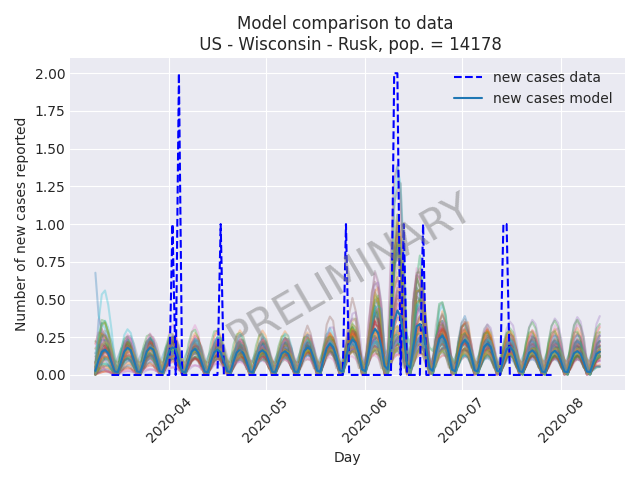 Model comparison to data
US - Wisconsin - Rusk, pop. = 14178
2.00
1.75
1.50
1.25
1.00
0.75
0.50
0.25
0.00
Number of new cases reported
new cases data
new cases model
PRELIMINARY
2020-04
2020-05
2020-06
2020-07
2020-08
Day